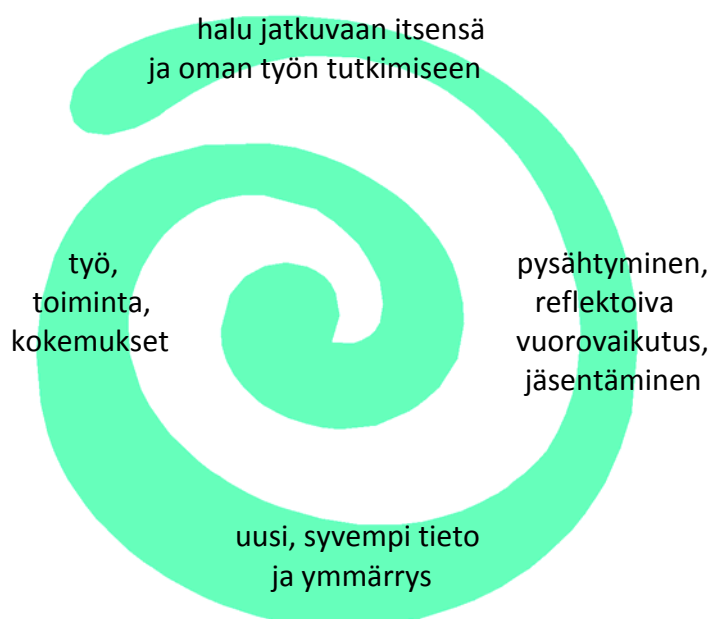 halu jatkuvaan itsensä
ja oman työn tutkimiseen
työ,
toiminta,
kokemukset
pysähtyminen,
reflektoiva
vuorovaikutus,
jäsentäminen
uusi, syvempi tieto
ja ymmärrys